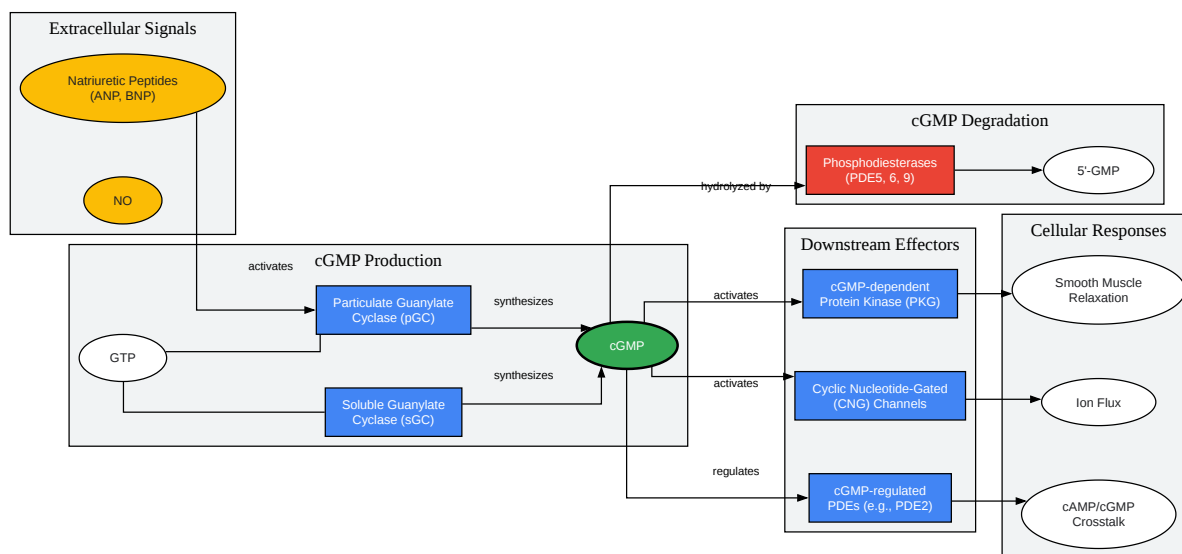 Extracellular Signals
Natriuretic Peptides
(ANP, BNP)
NO
cGMP Production
activates
Particulate Guanylate
Cyclase (pGC)
GTP
Soluble Guanylate
Cyclase (sGC)
synthesizes
synthesizes
cGMP
hydrolyzed by
cGMP Degradation
Phosphodiesterases
(PDE5, 6, 9)
5'-GMP
activates
activates
regulates
Downstream Effectors
cGMP-dependent
Protein Kinase (PKG)
Cyclic Nucleotide-Gated
(CNG) Channels
cGMP-regulated
PDEs (e.g., PDE2)
Cellular Responses
Smooth Muscle
Relaxation
Ion Flux
cAMP/cGMP
Crosstalk